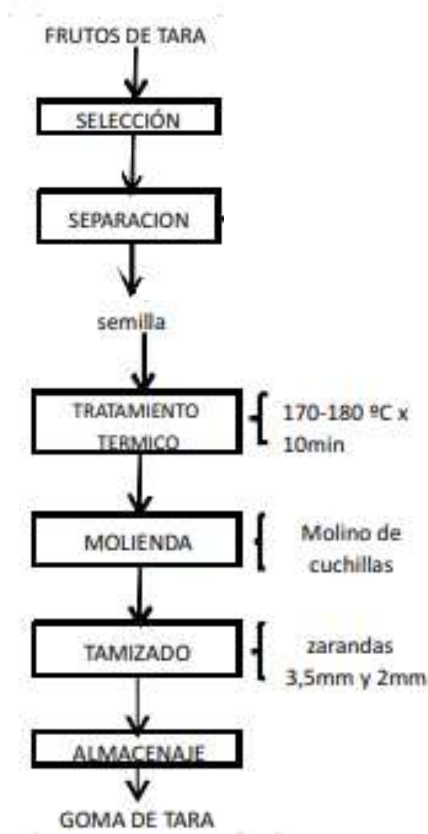 FRUTOS DE TARA
SELECCIÓN
SEPARACION
semilla
TRATAMIENTO
TERMICO
170-180 ºC x
10min
MOLIENDA
Molino de
cuchillas
TAMIZADO
zarandas
3,5mm y 2mm
ALMACENAJE
GOMA DE TARA